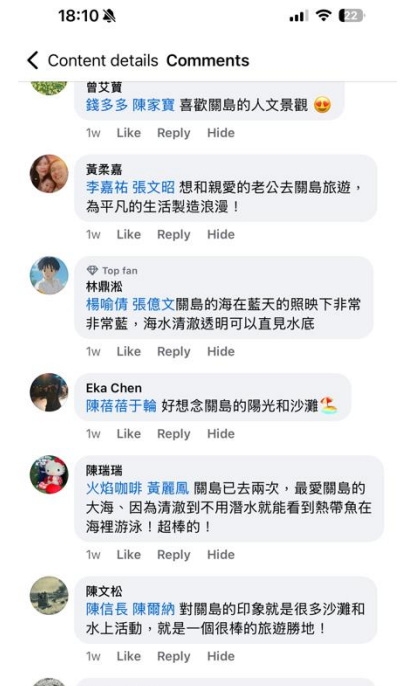 18:10
22
Content details Comments
曾艾蕒
錢多多 陳家寶 喜歡關島的人文景觀 😍
1w Like Reply Hide
黃柔嘉
李嘉祐 張文昭 想和親愛的老公去關島旅遊，
為平凡的生活製造浪漫！
1w Like Reply Hide
Top fan
林鼎淞
楊喻倩 張億文關島的海在藍天的照映下非常
非常藍，海水清澈透明可以直見水底
1w Like Reply Hide
Eka Chen
陳蓓蓓于輪 好想念關島的陽光和沙灘🏖️
1w Like Reply Hide
陳瑞瑞
火焰咖啡 黃麗鳳 關島已去兩次，最愛關島的
大海、因為清澈到不用潛水就能看到熱帶魚在
海裡游泳！超棒的！
1w Like Reply Hide
陳文松
陳信長 陳爾納 對關島的印象就是很多沙灘和
水上活動，就是一個很棒的旅遊勝地！
1w Like Reply Hide